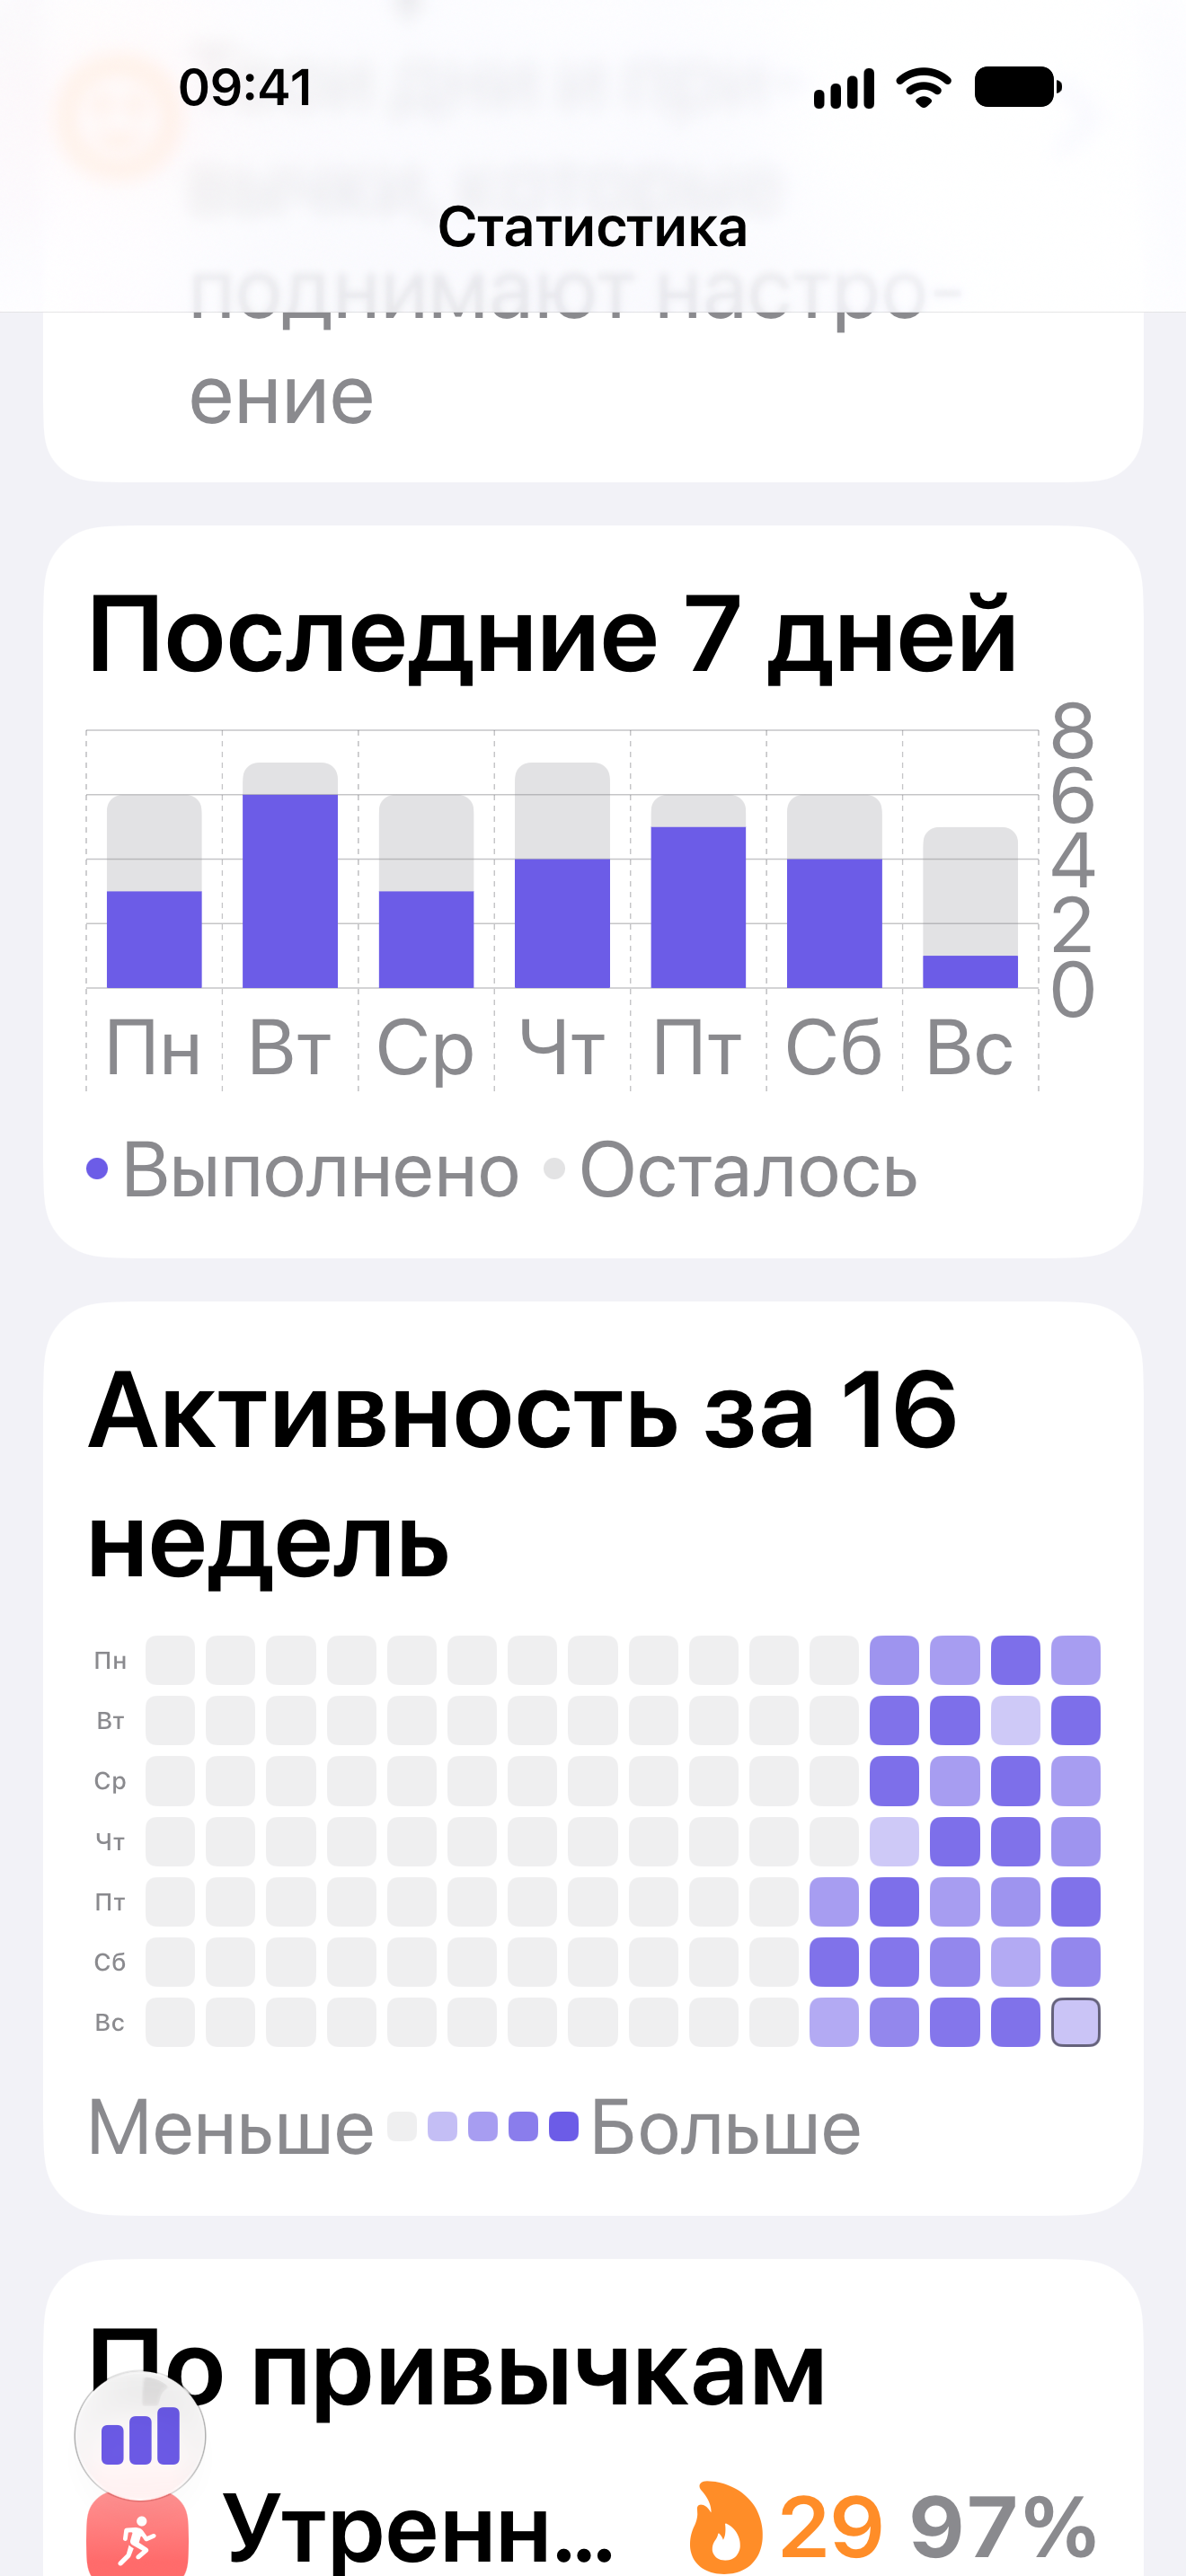 09:41
Статистика
поднимают настро-
ение
Последние 7 дней
8
6
4
2
0
Пн Вт Ср Чт Пт Сб Вс
Выполнено Осталось
Активность за 16
недель
Пн
Вт
Ср
Чт
Пт
Сб
Вс
Меньше Больше
По привычкам
Утренн... 29 97%